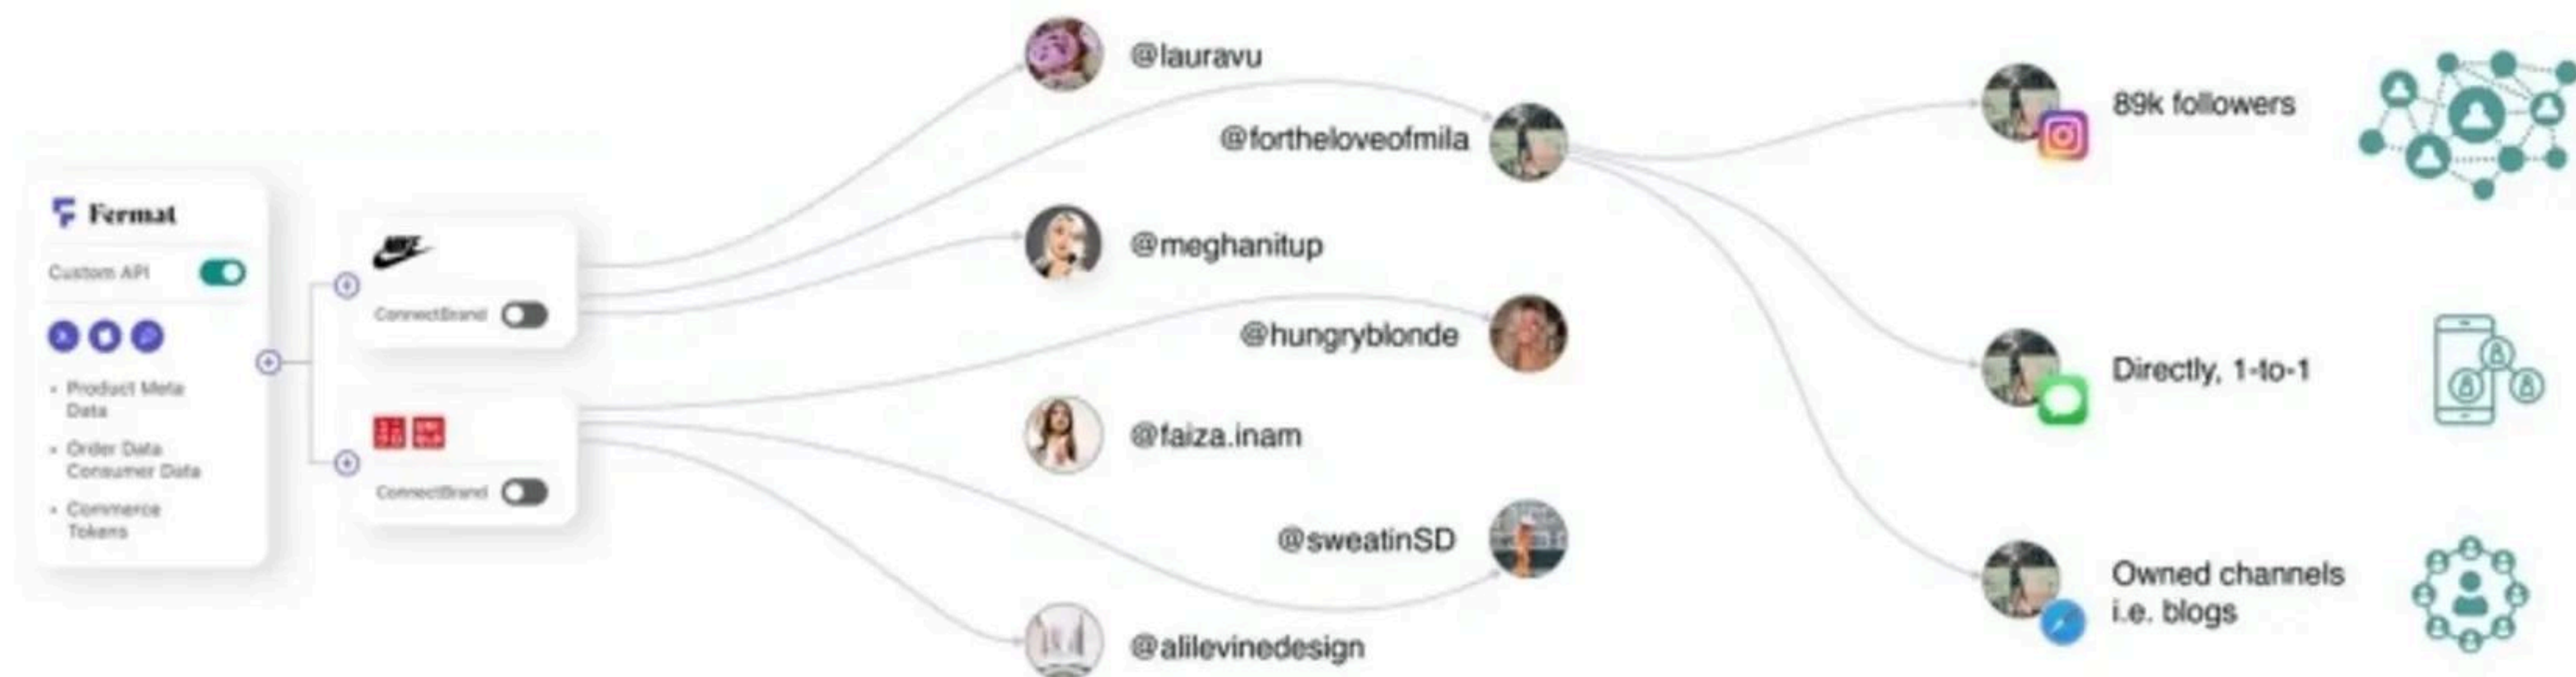 Fermat
Custom API
Product Meta
Data
Order Data
Consumer Data
Commerce
Tokens
NIKE
ConnectBrand
ConnectBrand
@lauravu
@fortheloveofmila
@meghanitup
@hungryblonde
@faiza.inam
@sweatinSD
@alilevinedesign
89k followers
Directly, 1-to-1
Owned channels
i.e. blogs